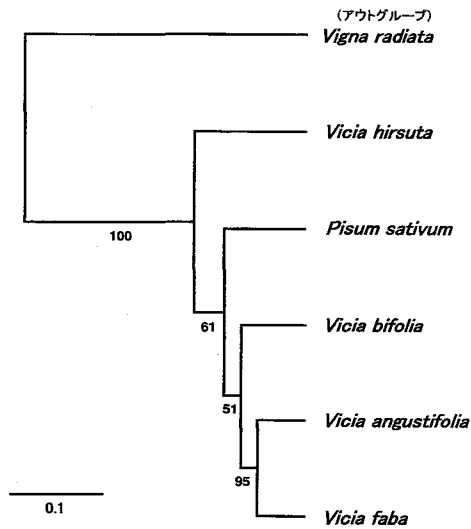 (アウトグループ)
Vigna radiata
Vicia hirsuta
100
Pisum sativum
61
Vicia bifolia
51
Vicia angustifolia
95
0.1
Vicia faba